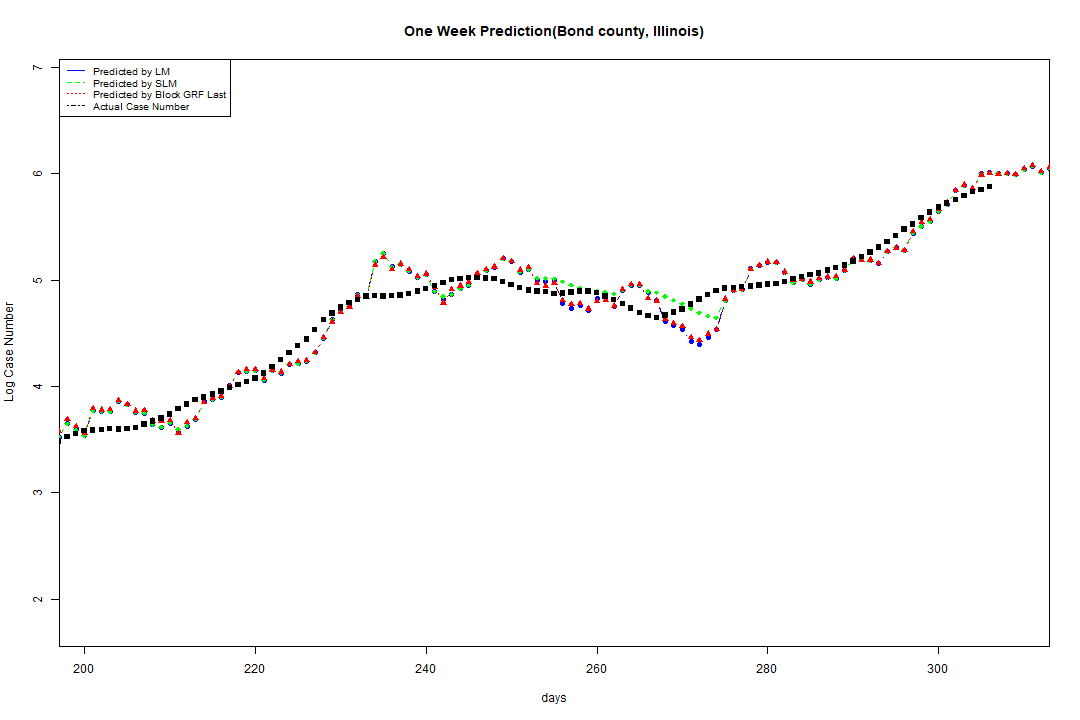 One Week Prediction(Bond county, Illinois)
Predicted by LM
Predicted by SLM
Predicted by Block GRF Last
Actual Case Number
7
6
5
4
3
2
Log Case Number
200 220 240 260 280 300
days